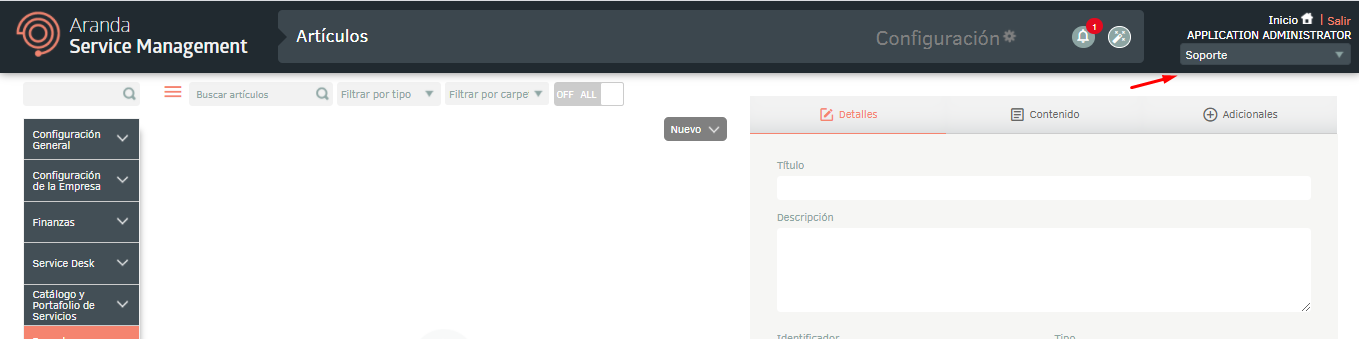 Aranda
Service Management
Artículos
Configuración
1
Inicio | Salir
APPLICATION ADMINISTRATOR
Soporte
Buscar artículos
Filtrar por tipo
Filtrar por carpet
OFF ALL
Nuevo
Configuración
General
Configuración
de la Empresa
Finanzas
Service Desk
Catálogo y
Portafolio de
Servicios
Detalles
Contenido
Adicionales
Título
Descripción
Identificador
Tipo